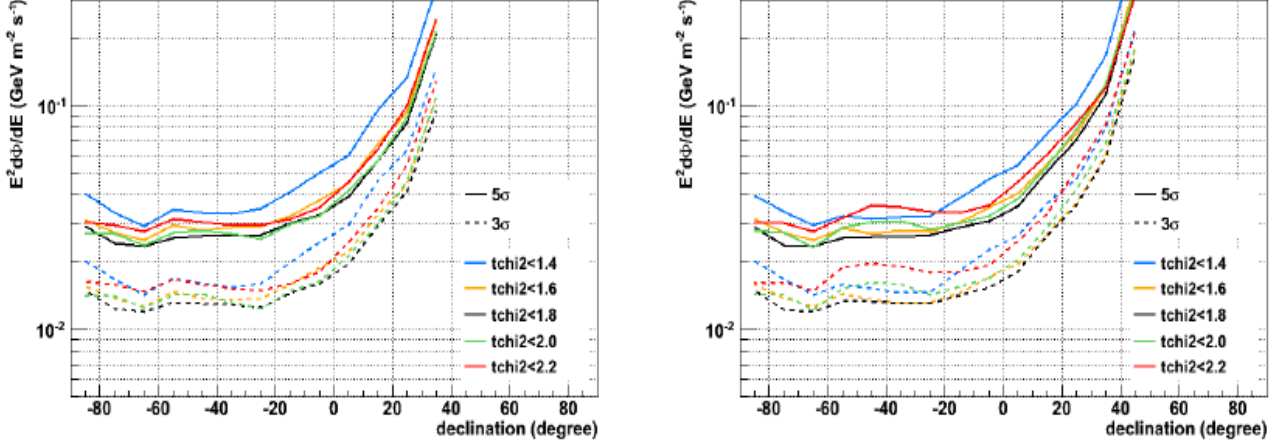 E²dΦ/dE (GeV m⁻² s⁻¹)
10⁻¹
10⁻²
5σ
3σ
tchi2<1.4
tchi2<1.6
tchi2<1.8
tchi2<2.0
tchi2<2.2
-80 -60 -40 -20 0 20 40 60 80
declination (degree)
E²dΦ/dE (GeV m⁻² s⁻¹)
10⁻¹
10⁻²
5σ
3σ
tchi2<1.4
tchi2<1.6
tchi2<1.8
tchi2<2.0
tchi2<2.2
-80 -60 -40 -20 0 20 40 60 80
declination (degree)